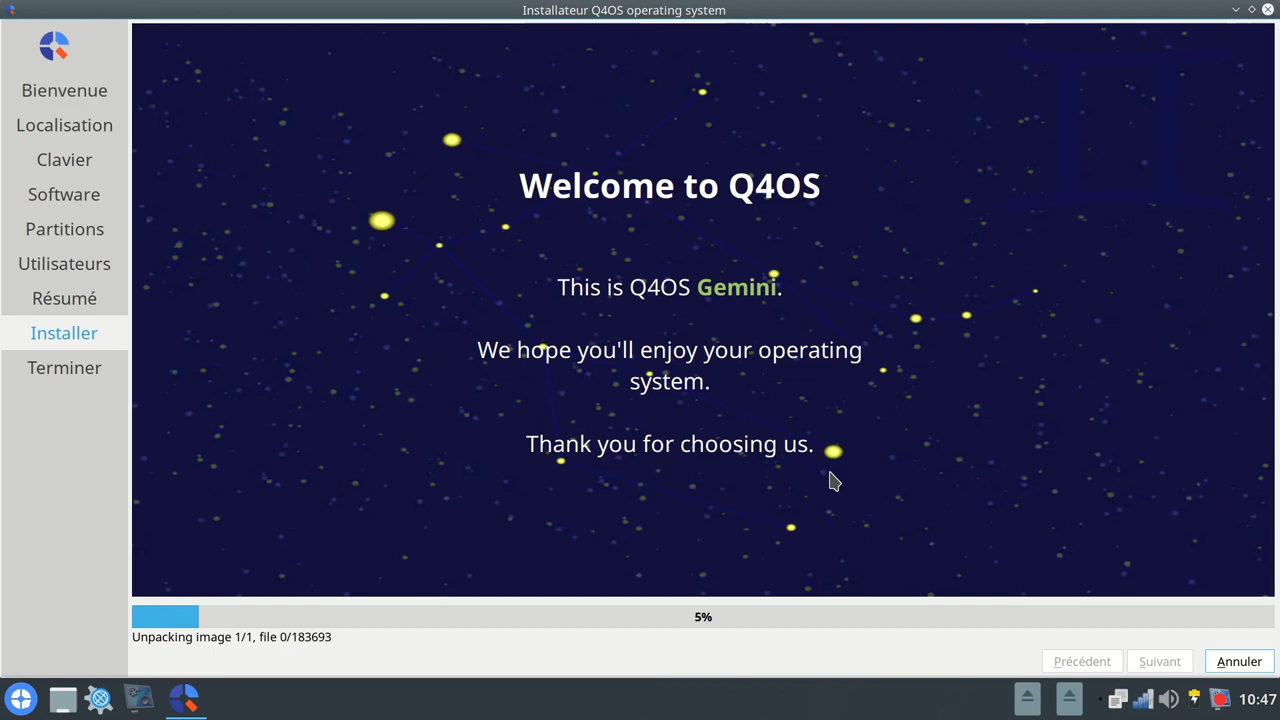 Installateur Q4OS operating system
Bienvenue
Localisation
Clavier
Software
Partitions
Utilisateurs
Résumé
Installer
Terminer
Welcome to Q4OS
This is Q4OS Gemini.
We hope you'll enjoy your operating
system.
Thank you for choosing us.
5%
Unpacking image 1/1, file 0/183693
Précédent
Suivant
Annuler
10:47